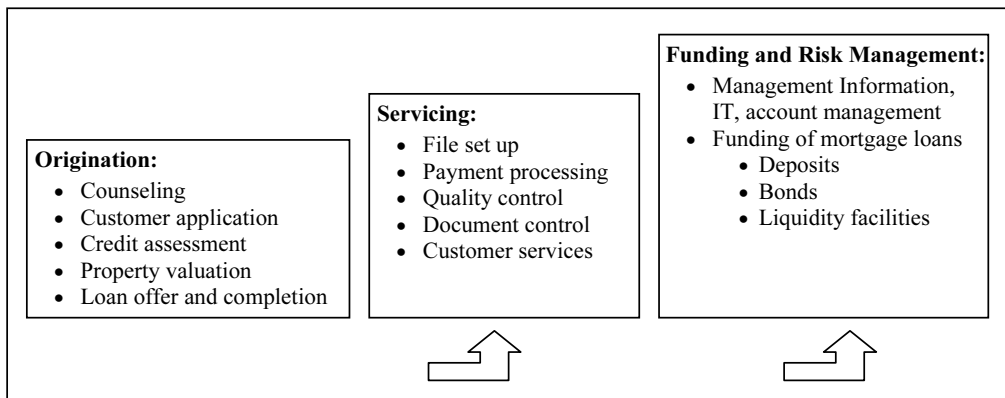 Origination:
• Counseling
• Customer application
• Credit assessment
• Property valuation
• Loan offer and completion
Servicing:
• File set up
• Payment processing
• Quality control
• Document control
• Customer services
Funding and Risk Management:
• Management Information,
IT, account management
• Funding of mortgage loans
• Deposits
• Bonds
• Liquidity facilities